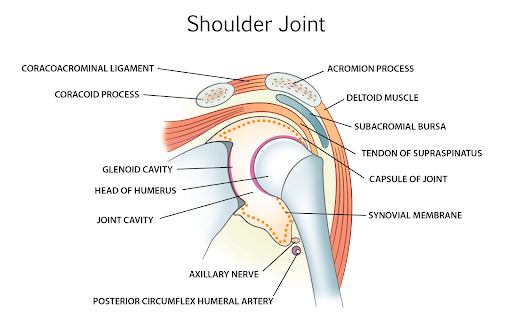 Shoulder Joint
CORACOACROMINAL LIGAMENT
CORACOID PROCESS
GLENOID CAVITY
HEAD OF HUMERUS
JOINT CAVITY
AXILLARY NERVE
POSTERIOR CIRCUMFLEX HUMERAL ARTERY
ACROMION PROCESS
DELTOID MUSCLE
SUBACROMIAL BURSA
TENDON OF SUPRASPINATUS
CAPSULE OF JOINT
SYNOVIAL MEMBRANE